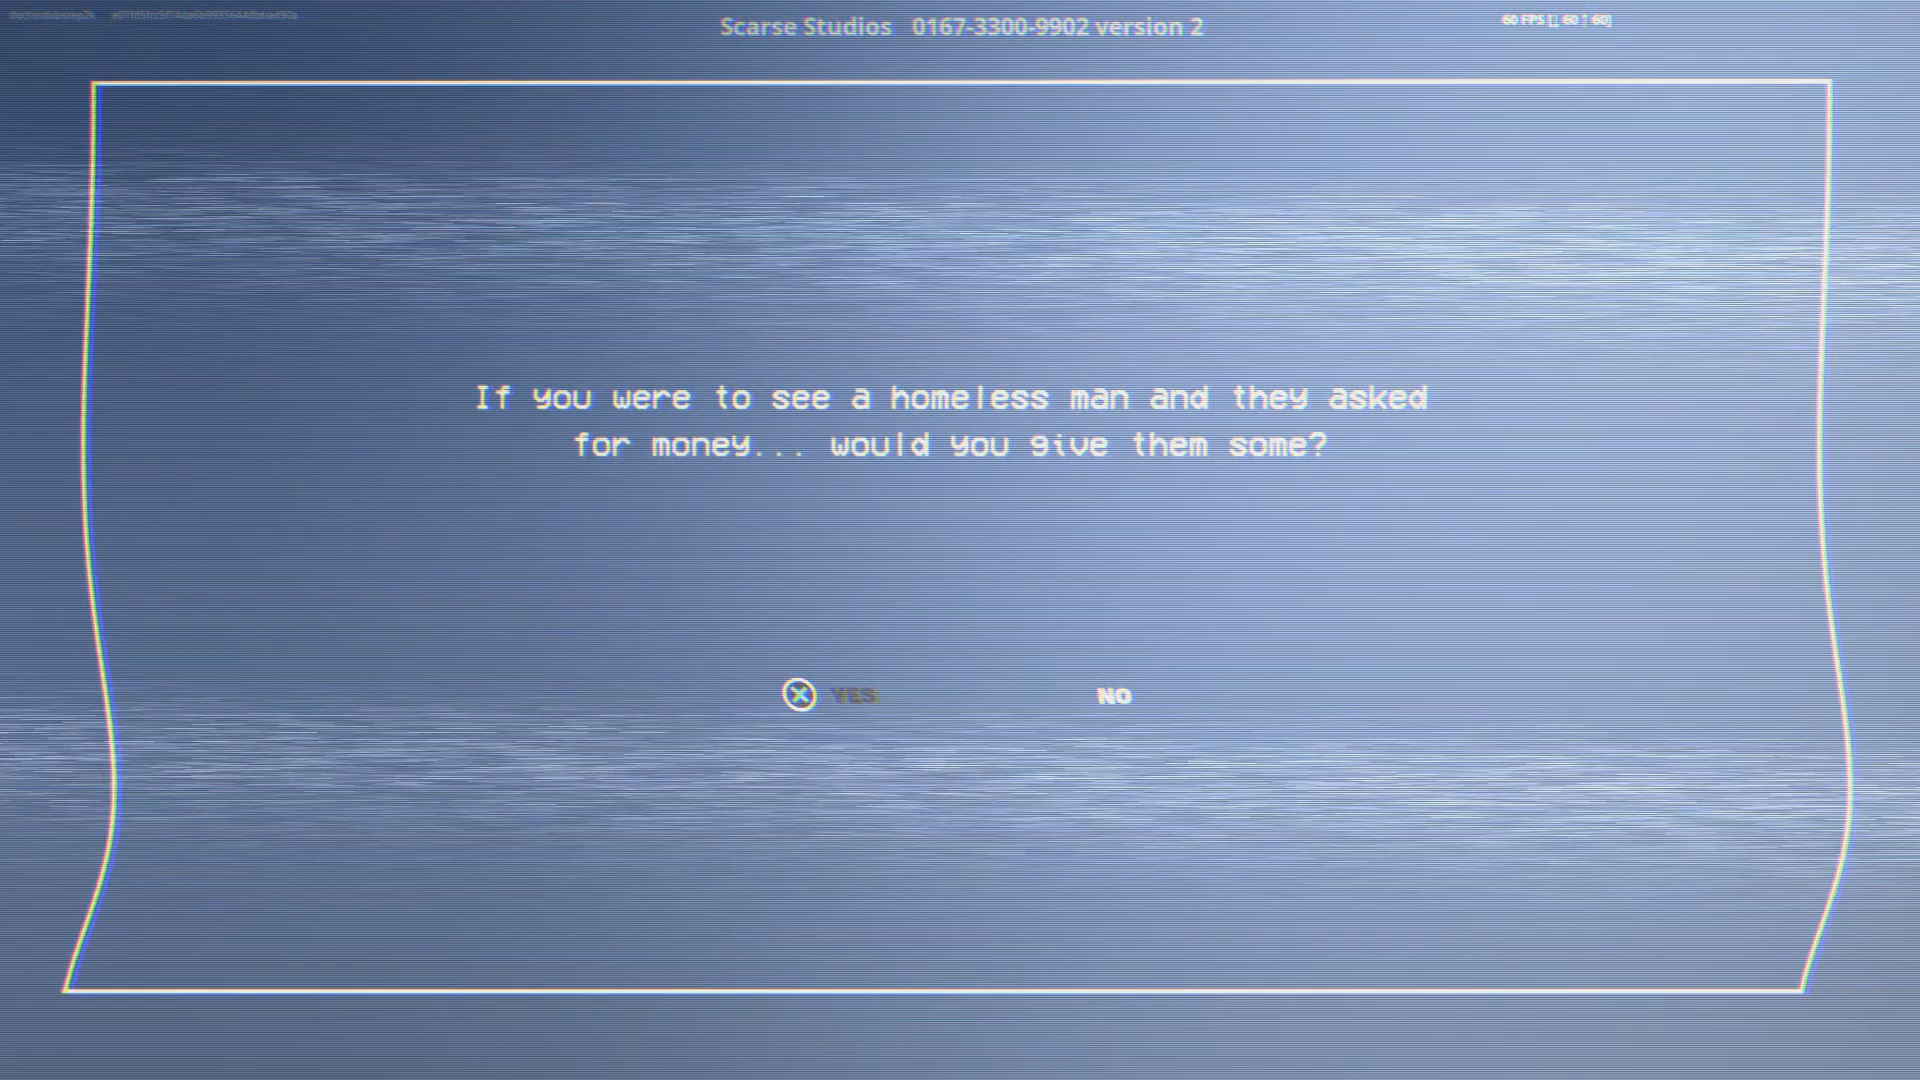 doctordubstep2k
Scarse Studios 0167-3300-9902 version 2
If you were to see a homeless man and they asked
for money... would you give them some?
YES NO